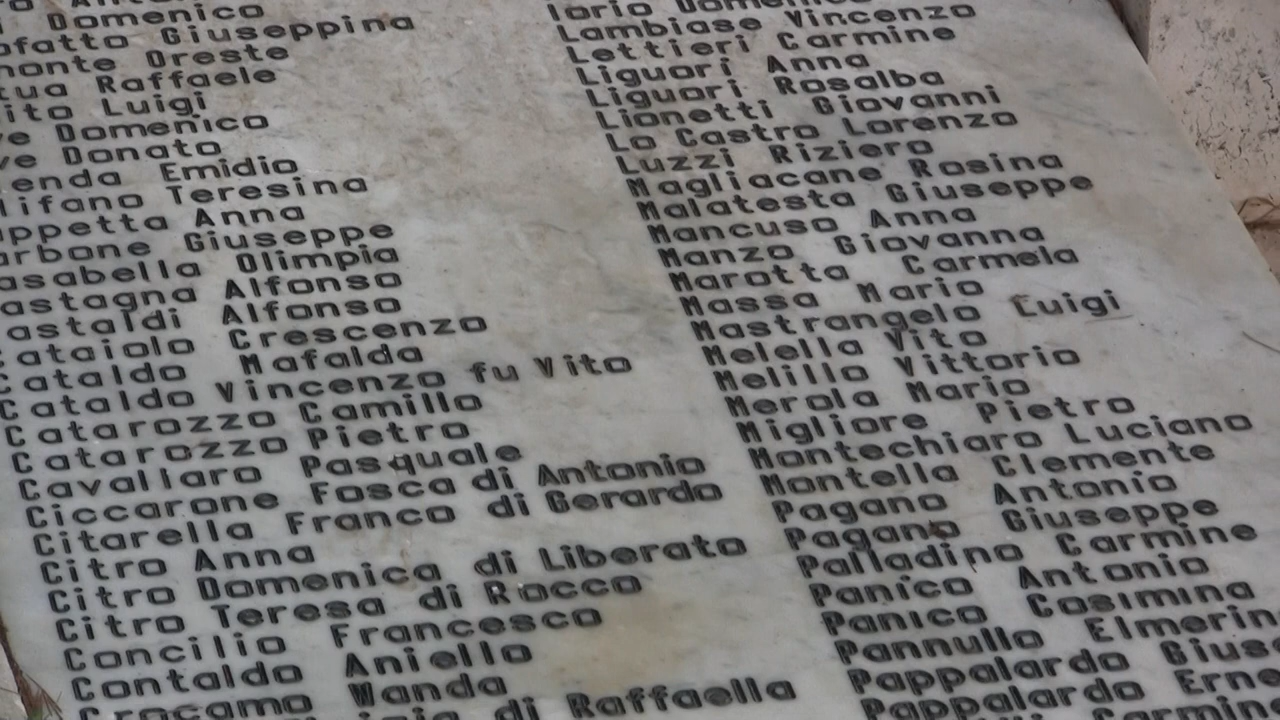 Domenico
Giuseppina
Oreste
Raffaele
Luigi
Domenico
Donato
Emidio
Teresina
Anna
Giuseppe
Olimpia
Alfonso
Alfonso
Crescenzo
Cataldo Mafalda
Cataldo Vincenzo fu Vito
Catarozzo Camillo
Catarozzo Pietro
Cavallaro Pasquale
Ciccarone Fosca di Antonio
Citarella Franco di Gerardo
Citro Anna
Citro Domenica di Liberato
Citro Teresa di Rocco
Concilio Francesco
Contaldo Aniello
Crocamo Wanda
di Raffaella
Iorio
Lambiase Vincenzo
Lettieri Carmine
Liguori Anna
Liguori Rosalba
Lionetti Giovanni
Lo Castro Lorenzo
Luzzi Riziero
Magliacane Rosina
Malatesta Giuseppe
Mancuso Anna
Manzo Giovanna
Marotta Carmela
Massa Mario
Mastrangelo Luigi
Melella Vito
Melillo Vittorio
Merola Mario
Migliore Pietro
Montechiaro Luciano
Montella Clemente
Pagano Antonio
Pagano Giuseppe
Palladino Carmine
Panico Antonio
Panico Cosimina
Pannullo
Pappalardo
Pappalardo